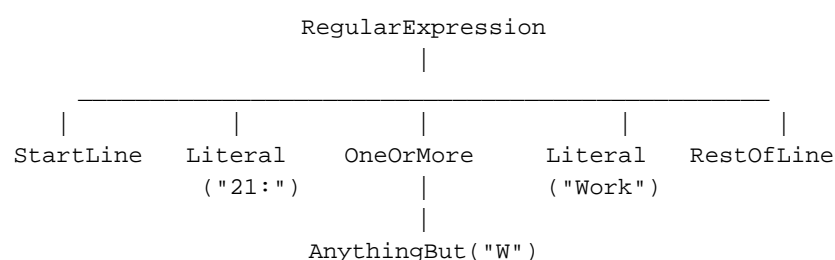 RegularExpression
StartLine Literal OneOrMore Literal RestOfLine
("21:") ("Work")
AnythingBut("W")